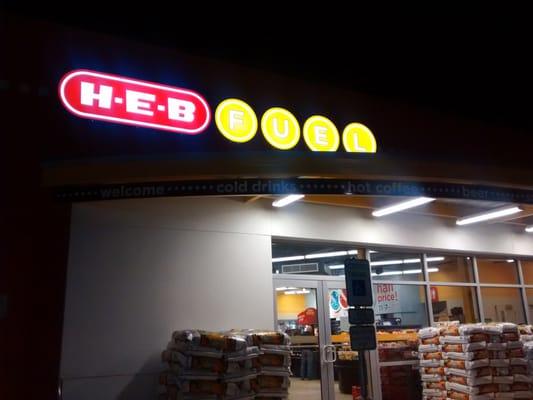 H-E-B FUEL
welcome cold drinks hot coffee beer
half
price!